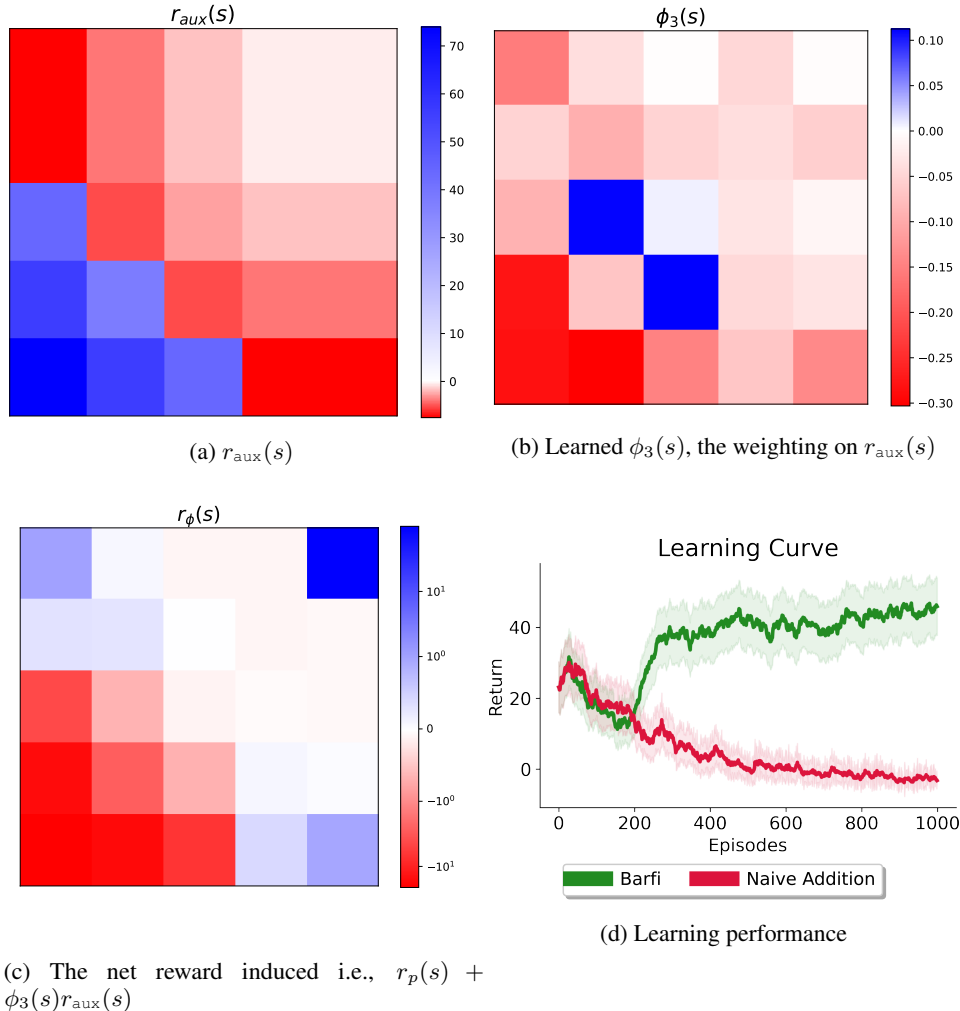 r_aux(s)
70
60
50
40
30
20
10
0
(a) r_aux(s)
ϕ_3(s)
0.10
0.05
0.00
−0.05
−0.10
−0.15
−0.20
−0.25
−0.30
(b) Learned ϕ_3(s), the weighting on r_aux(s)
r_ϕ(s)
10^1
10^0
0
−10^0
−10^1
(c) The net reward induced i.e., r_p(s) +
ϕ_3(s)r_aux(s)
Learning Curve
Return
40
20
0
0 200 400 600 800 1000
Episodes
Barfi Naive Addition
(d) Learning performance